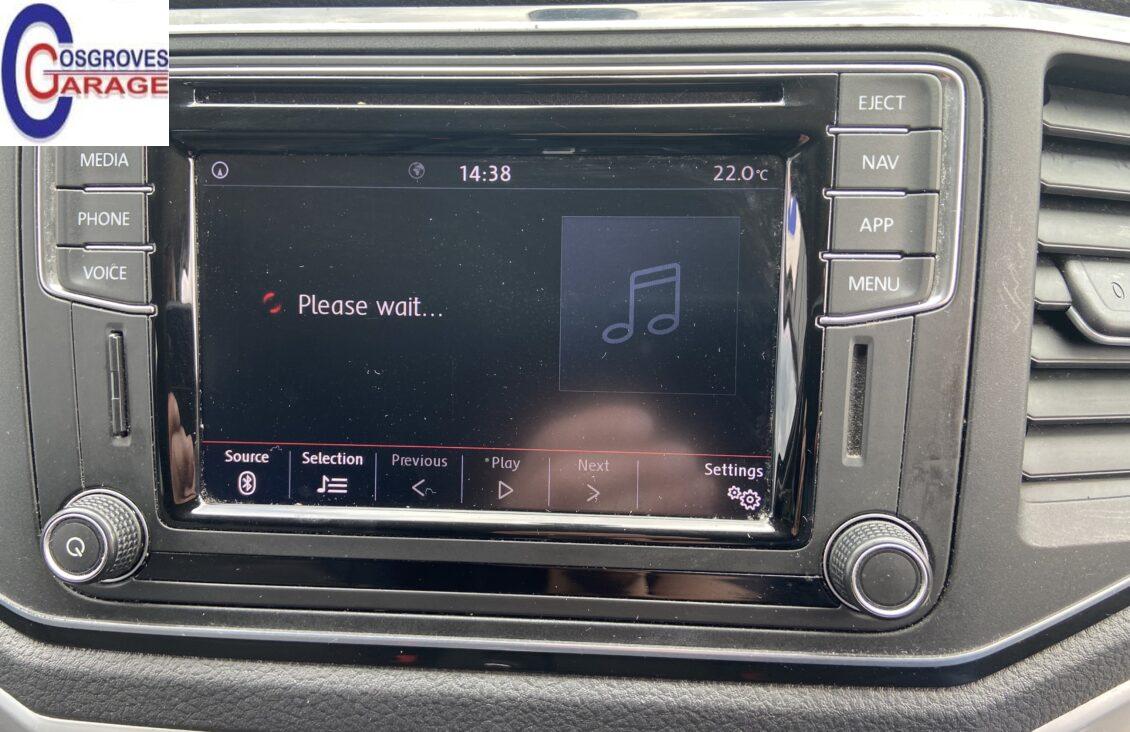 COSGROVES
GARAGE
EJECT
MEDIA
NAV
PHONE
APP
VOICE
MENU
14:38
22.0°C
Please wait...
Source
Selection
Previous
Play
Next
Settings